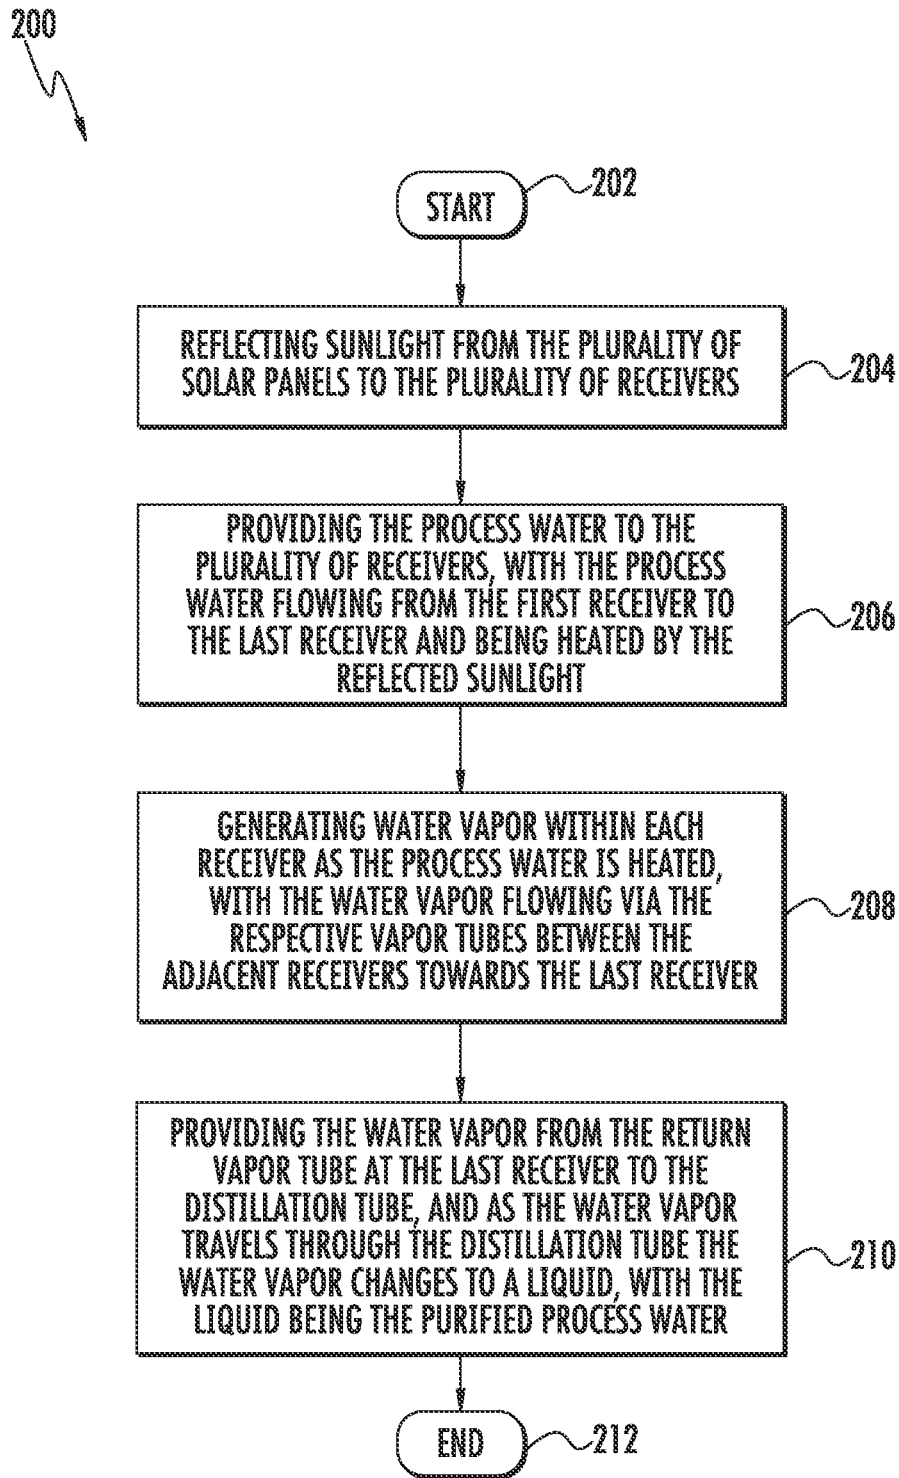 200
START
202
REFLECTING SUNLIGHT FROM THE PLURALITY OF
SOLAR PANELS TO THE PLURALITY OF RECEIVERS
204
PROVIDING THE PROCESS WATER TO THE
PLURALITY OF RECEIVERS, WITH THE PROCESS
WATER FLOWING FROM THE FIRST RECEIVER TO
THE LAST RECEIVER AND BEING HEATED BY THE
REFLECTED SUNLIGHT
206
GENERATING WATER VAPOR WITHIN EACH
RECEIVER AS THE PROCESS WATER IS HEATED,
WITH THE WATER VAPOR FLOWING VIA THE
RESPECTIVE VAPOR TUBES BETWEEN THE
ADJACENT RECEIVERS TOWARDS THE LAST RECEIVER
208
PROVIDING THE WATER VAPOR FROM THE RETURN
VAPOR TUBE AT THE LAST RECEIVER TO THE
DISTILLATION TUBE, AND AS THE WATER VAPOR
TRAVELS THROUGH THE DISTILLATION TUBE THE
WATER VAPOR CHANGES TO A LIQUID, WITH THE
LIQUID BEING THE PURIFIED PROCESS WATER
210
END
212